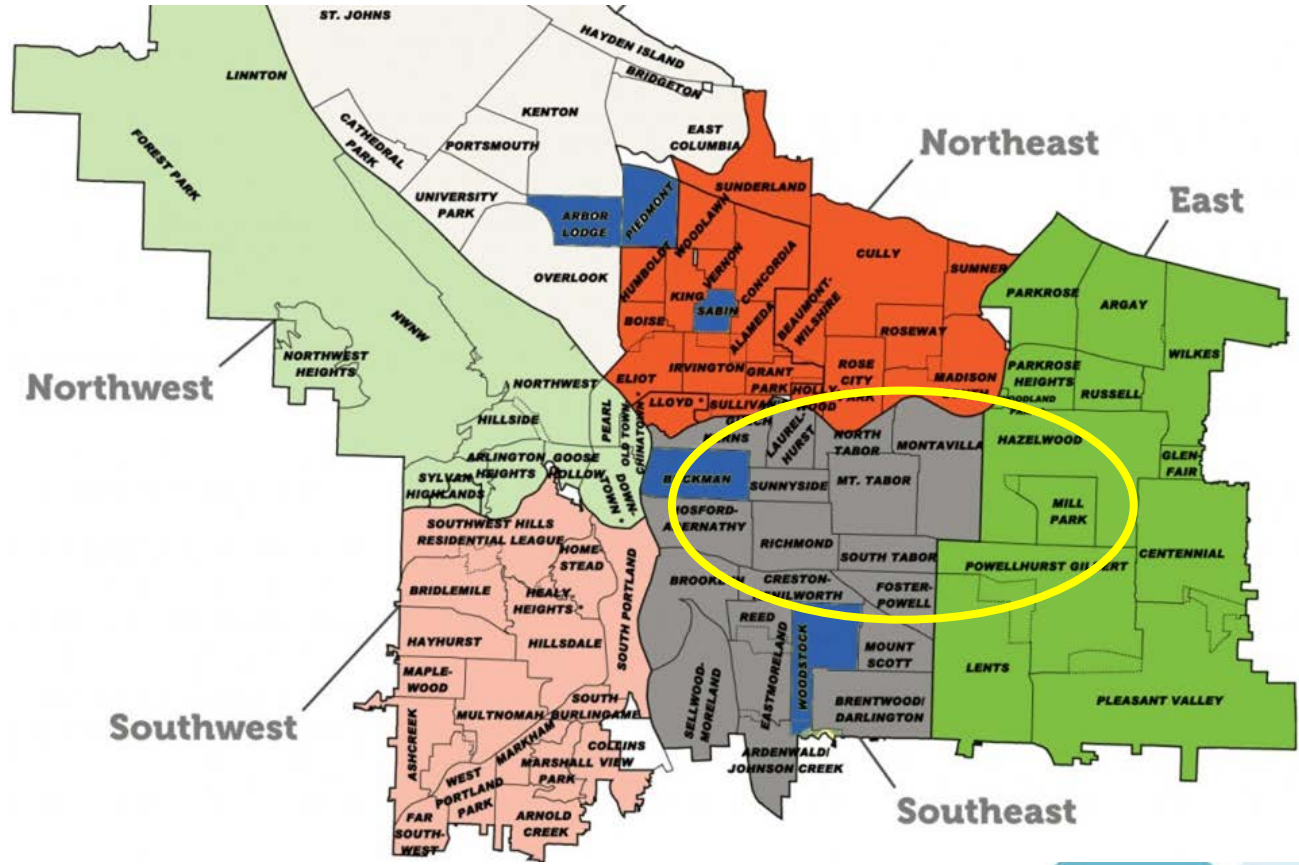 ST. JOHNS
HAYDEN ISLAND
LINNTON
BRIDGETON
KENTON
CATHEDRAL
PARK
PORTSMOUTH
EAST
COLUMBIA
Northeast
FOREST PARK
UNIVERSITY
PARK
SUNDERLAND
PIEDMONT
East
ARBOR
LODGE
WOODLAWN
VERNON
CONCORDIA
CULLY
SUMNER
OVERLOOK
HUMBOLDT
KING
SABIN
ALAMEDA
BEAUMONT-
WILSHIRE
PARKROSE
ARGAY
NWNW
BOISE
ROSEWAY
WILKES
NORTHWEST
HEIGHTS
Northwest
IRVINGTON
GRANT
PARK
ROSE
CITY
PARK
MADISON
PARKROSE
HEIGHTS
RUSSELL
NORTHWEST
ELIOT
LLOYD *
SULLIVAN
HOLLY-
WOOD
PEARL
OLD TOWN
CHINATOWN *
HILLSIDE
LAUREL-
HURST
NORTH
TABOR
MONTAVILLA
HAZELWOOD
ARLINGTON
HEIGHTS
GOOSE
HOLLOW
GLEN-
FAIR
SYLVAN
HIGHLANDS
DOWN-
TOWN *
BUCKMAN
SUNNYSIDE
MT. TABOR
MILL
PARK
SOUTHWEST HILLS
RESIDENTIAL LEAGUE
HOSFORD-
ABERNATHY
RICHMOND
SOUTH TABOR
CENTENNIAL
HOME-
STEAD
POWELLHURST GILBERT
BRIDLEMILE
HEALY
HEIGHTS *
SOUTH PORTLAND
BROOKLYN
CRESTON-
KENILWORTH
FOSTER-
POWELL
REED
HAYHURST
HILLSDALE
EASTMORELAND
WOODSTOCK
MOUNT
SCOTT
LENTS
MAPLE-
WOOD
SELLWOOD-
MORELAND
BRENTWOOD/
DARLINGTON
PLEASANT VALLEY
Southwest
MULTNOMAH
SOUTH
BURLINGAME
ASHCREEK
MARKHAM
COLLINS
VIEW
MARSHALL
PARK
WEST
PORTLAND
PARK
ARDENWALD/
JOHNSON CREEK
FAR
SOUTH-
WEST
ARNOLD
CREEK
Southeast